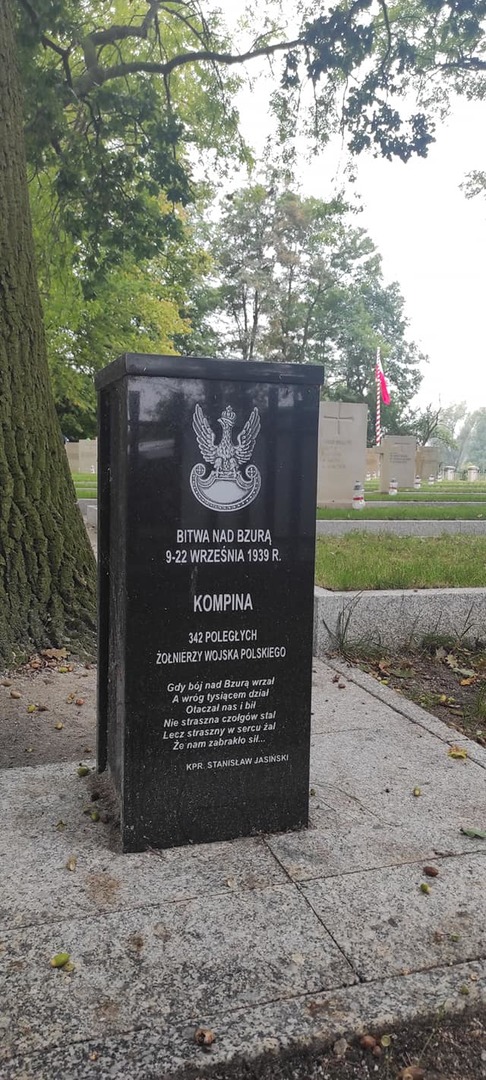 BITWA NAD BZURĄ
9-22 WRZEŚNIA 1939 R.
KOMPINA
342 POLEGŁYCH
ŻOŁNIERZY WOJSKA POLSKIEGO
Gdy bój nad Bzurą wrzał
A wróg tysiącem dział
Otaczał nas i bił
Nie straszna czołgów stal
Lecz straszny w sercu żal
Że nam zabrakło sił...
KPR. STANISŁAW JASIŃSKI